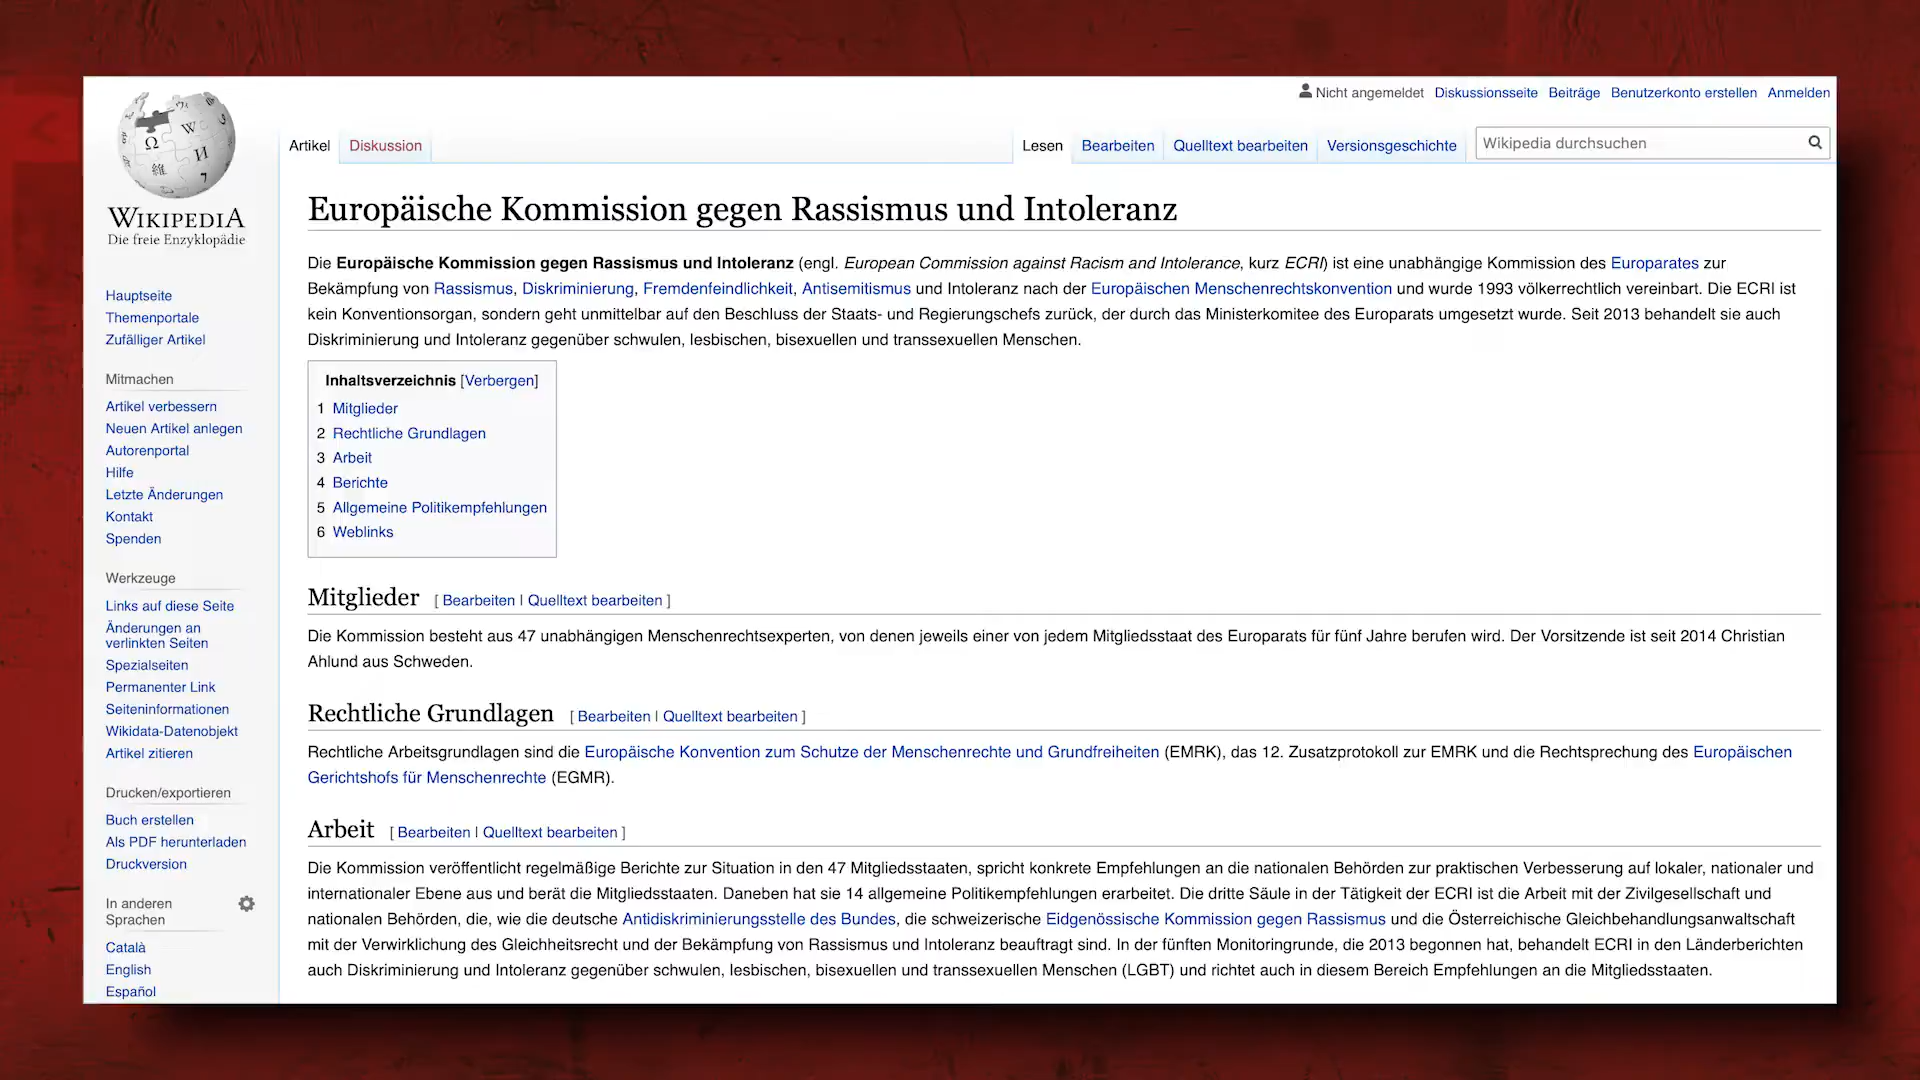 Nicht angemeldet Diskussionsseite Beiträge Benutzerkonto erstellen Anmelden
Artikel Diskussion Lesen Bearbeiten Quelltext bearbeiten Versionsgeschichte Wikipedia durchsuchen
WIKIPEDIA
Die freie Enzyklopädie
Hauptseite
Themenportale
Zufälliger Artikel
Mitmachen
Artikel verbessern
Neuen Artikel anlegen
Autorenportal
Hilfe
Letzte Änderungen
Kontakt
Spenden
Werkzeuge
Links auf diese Seite
Änderungen an
verlinkten Seiten
Spezialseiten
Permanenter Link
Seiteninformationen
Wikidata-Datenobjekt
Artikel zitieren
Drucken/exportieren
Buch erstellen
Als PDF herunterladen
Druckversion
In anderen
Sprachen
Català
English
Español
Europäische Kommission gegen Rassismus und Intoleranz
Die Europäische Kommission gegen Rassismus und Intoleranz (engl. European Commission against Racism and Intolerance, kurz ECRI) ist eine unabhängige Kommission des Europarates zur
Bekämpfung von Rassismus, Diskriminierung, Fremdenfeindlichkeit, Antisemitismus und Intoleranz nach der Europäischen Menschenrechtskonvention und wurde 1993 völkerrechtlich vereinbart. Die ECRI ist
kein Konventionsorgan, sondern geht unmittelbar auf den Beschluss der Staats- und Regierungschefs zurück, der durch das Ministerkomitee des Europarats umgesetzt wurde. Seit 2013 behandelt sie auch
Diskriminierung und Intoleranz gegenüber schwulen, lesbischen, bisexuellen und transsexuellen Menschen.
Inhaltsverzeichnis [Verbergen]
1 Mitglieder
2 Rechtliche Grundlagen
3 Arbeit
4 Berichte
5 Allgemeine Politikempfehlungen
6 Weblinks
Mitglieder [ Bearbeiten | Quelltext bearbeiten ]
Die Kommission besteht aus 47 unabhängigen Menschenrechtsexperten, von denen jeweils einer von jedem Mitgliedsstaat des Europarats für fünf Jahre berufen wird. Der Vorsitzende ist seit 2014 Christian
Ahlund aus Schweden.
Rechtliche Grundlagen [ Bearbeiten | Quelltext bearbeiten ]
Rechtliche Arbeitsgrundlagen sind die Europäische Konvention zum Schutze der Menschenrechte und Grundfreiheiten (EMRK), das 12. Zusatzprotokoll zur EMRK und die Rechtsprechung des Europäischen
Gerichtshofs für Menschenrechte (EGMR).
Arbeit [ Bearbeiten | Quelltext bearbeiten ]
Die Kommission veröffentlicht regelmäßige Berichte zur Situation in den 47 Mitgliedsstaaten, spricht konkrete Empfehlungen an die nationalen Behörden zur praktischen Verbesserung auf lokaler, nationaler und
internationaler Ebene aus und berät die Mitgliedsstaaten. Daneben hat sie 14 allgemeine Politikempfehlungen erarbeitet. Die dritte Säule in der Tätigkeit der ECRI ist die Arbeit mit der Zivilgesellschaft und
nationalen Behörden, die, wie die deutsche Antidiskriminierungsstelle des Bundes, die schweizerische Eidgenössische Kommission gegen Rassismus und die Österreichische Gleichbehandlungsanwaltschaft
mit der Verwirklichung des Gleichheitsrecht und der Bekämpfung von Rassismus und Intoleranz beauftragt sind. In der fünften Monitoringrunde, die 2013 begonnen hat, behandelt ECRI in den Länderberichten
auch Diskriminierung und Intoleranz gegenüber schwulen, lesbischen, bisexuellen und transsexuellen Menschen (LGBT) und richtet auch in diesem Bereich Empfehlungen an die Mitgliedsstaaten.